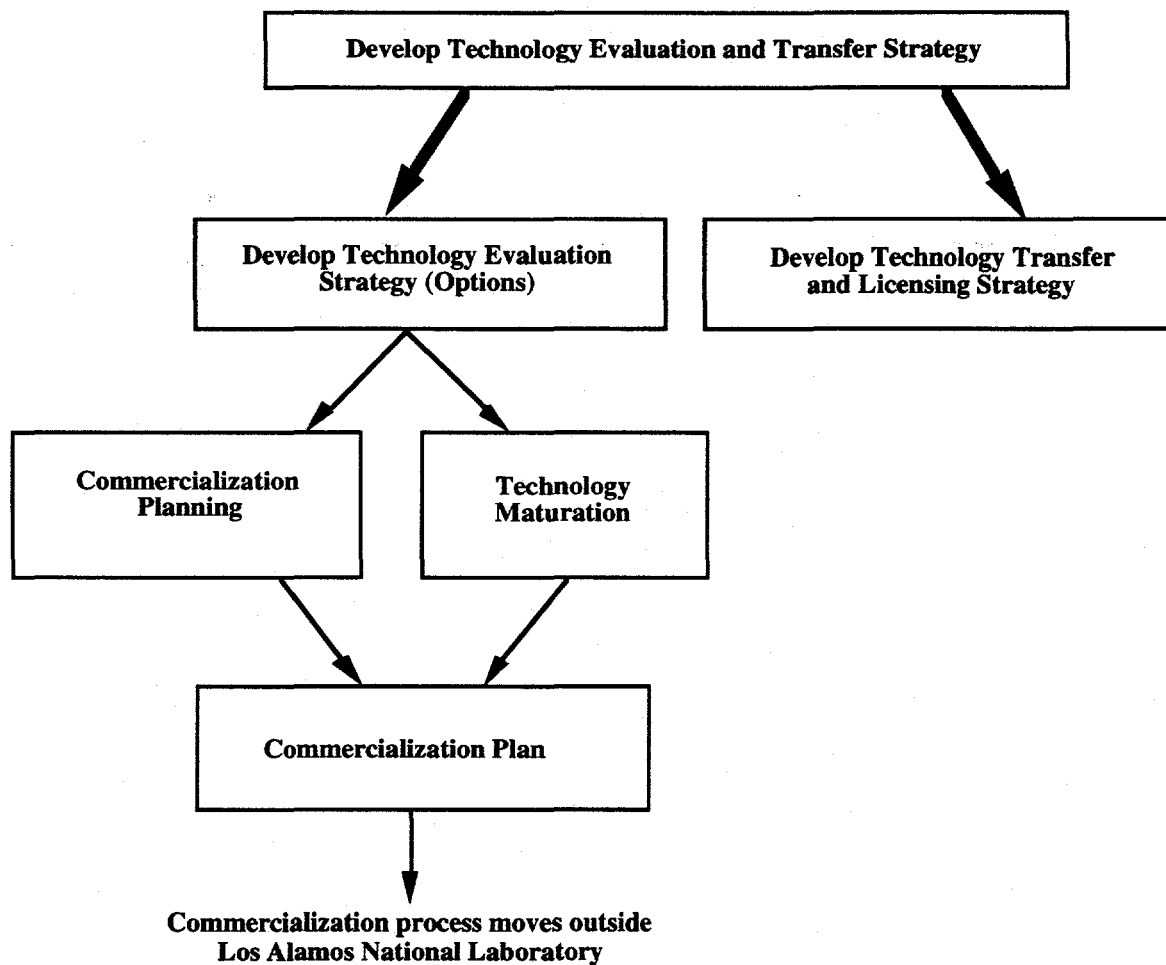 Develop Technology Evaluation and Transfer Strategy
Develop Technology Evaluation
Strategy (Options)
Develop Technology Transfer
and Licensing Strategy
Commercialization
Planning
Technology
Maturation
Commercialization Plan
Commercialization process moves outside
Los Alamos National Laboratory